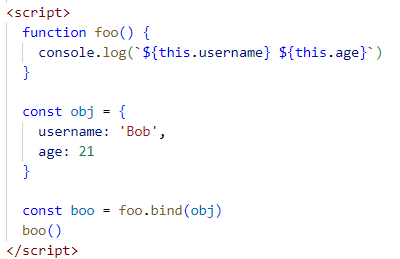 <script>
  function foo() {
    console.log(`${this.username} ${this.age}`)
  }

  const obj = {
    username: 'Bob',
    age: 21
  }

  const boo = foo.bind(obj)
  boo()
</script>